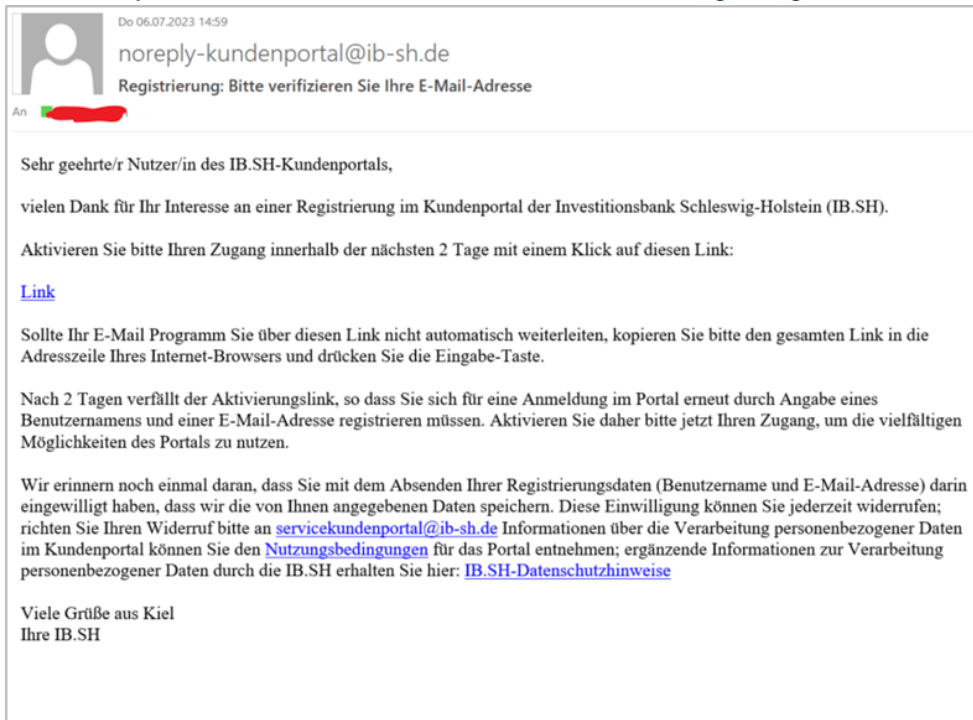 Do 06.07.2023 14:59
noreply-kundenportal@ib-sh.de
Registrierung: Bitte verifizieren Sie Ihre E-Mail-Adresse
An
Sehr geehrte/r Nutzer/in des IB.SH-Kundenportals,
vielen Dank für Ihr Interesse an einer Registrierung im Kundenportal der Investitionsbank Schleswig-Holstein (IB.SH).
Aktivieren Sie bitte Ihren Zugang innerhalb der nächsten 2 Tage mit einem Klick auf diesen Link:
Link
Sollte Ihr E-Mail Programm Sie über diesen Link nicht automatisch weiterleiten, kopieren Sie bitte den gesamten Link in die
Adresszeile Ihres Internet-Browsers und drücken Sie die Eingabe-Taste.
Nach 2 Tagen verfällt der Aktivierungslink, so dass Sie sich für eine Anmeldung im Portal erneut durch Angabe eines
Benutzernamens und einer E-Mail-Adresse registrieren müssen. Aktivieren Sie daher bitte jetzt Ihren Zugang, um die vielfältigen
Möglichkeiten des Portals zu nutzen.
Wir erinnern noch einmal daran, dass Sie mit dem Absenden Ihrer Registrierungsdaten (Benutzername und E-Mail-Adresse) darin
eingewilligt haben, dass wir die von Ihnen angegebenen Daten speichern. Diese Einwilligung können Sie jederzeit widerrufen;
richten Sie Ihren Widerruf bitte an servicekundenportal@ib-sh.de Informationen über die Verarbeitung personenbezogener Daten
im Kundenportal können Sie den Nutzungsbedingungen für das Portal entnehmen; ergänzende Informationen zur Verarbeitung
personenbezogener Daten durch die IB.SH erhalten Sie hier: IB.SH-Datenschutzhinweise
Viele Grüße aus Kiel
Ihre IB.SH